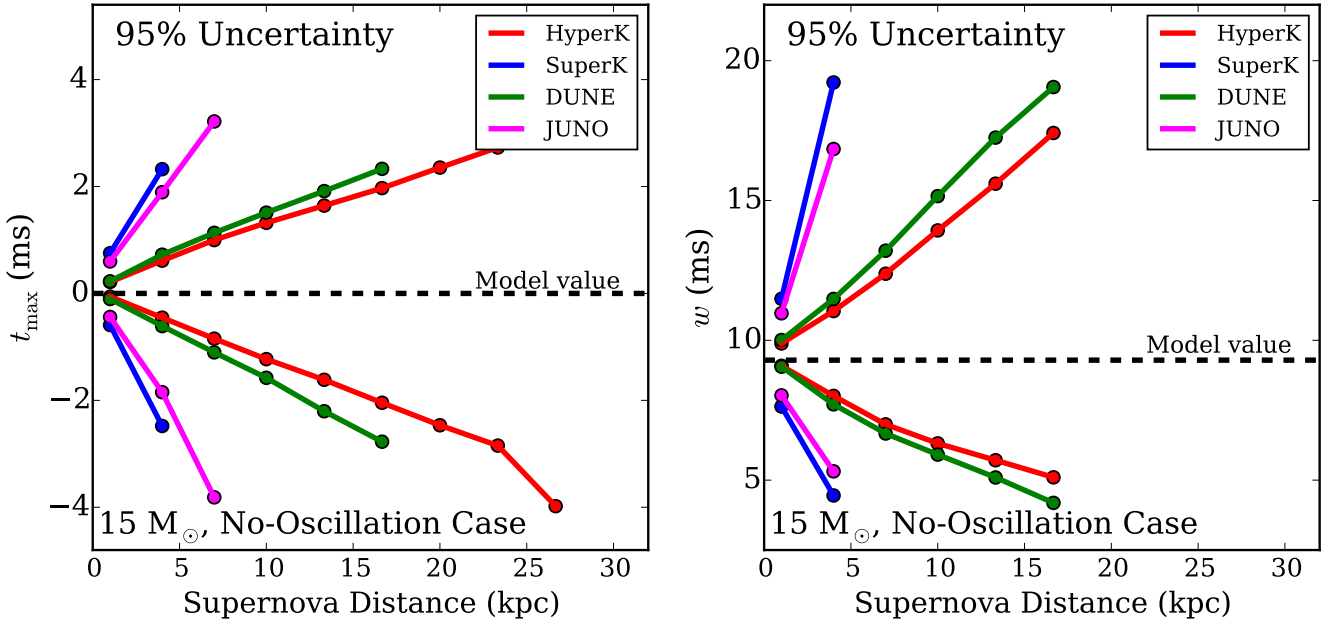 95% Uncertainty
HyperK
SuperK
DUNE
JUNO
4
2
0
−2
−4
t_max (ms)
Model value
15 M☉, No-Oscillation Case
0 5 10 15 20 25 30
Supernova Distance (kpc)
95% Uncertainty
HyperK
SuperK
DUNE
JUNO
20
15
10
5
w (ms)
Model value
15 M☉, No-Oscillation Case
0 5 10 15 20 25 30
Supernova Distance (kpc)